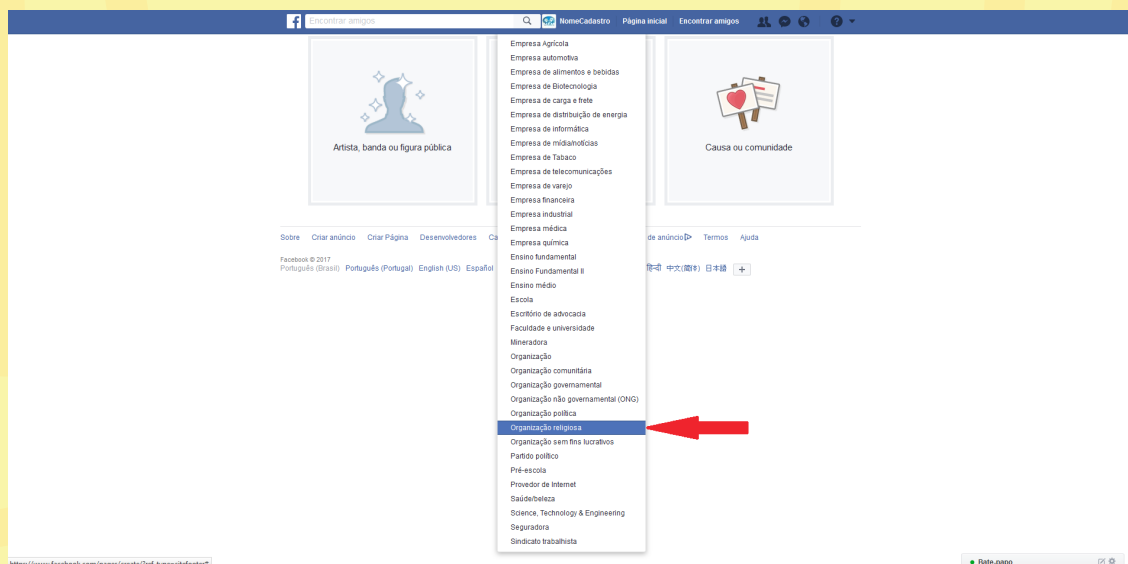 Encontrar amigos
NomeCadastro Página inicial Encontrar amigos
Artista, banda ou figura pública
Empresa Agrícola
Empresa automotiva
Empresa de alimentos e bebidas
Empresa de Biotecnologia
Empresa de carga e frete
Empresa de distribuição de energia
Empresa de informática
Empresa de mídia/notícias
Empresa de Tabaco
Empresa de telecomunicações
Empresa de varejo
Empresa financeira
Empresa industrial
Empresa médica
Empresa química
Ensino fundamental
Ensino Fundamental II
Ensino médio
Escola
Escritório de advocacia
Faculdade e universidade
Mineradora
Organização
Organização comunitária
Organização governamental
Organização não governamental (ONG)
Organização política
Organização religiosa
Organização sem fins lucrativos
Partido político
Pré-escola
Provedor de Internet
Saúde/beleza
Science, Technology & Engineering
Seguradora
Sindicato trabalhista
Causa ou comunidade
Sobre Criar anúncio Criar Página Desenvolvedores Ca de anúncio Termos Ajuda
Facebook © 2017
Português (Brasil) Português (Portugal) English (US) Español हिन्दी 中文(简体) 日本語
Bate-papo